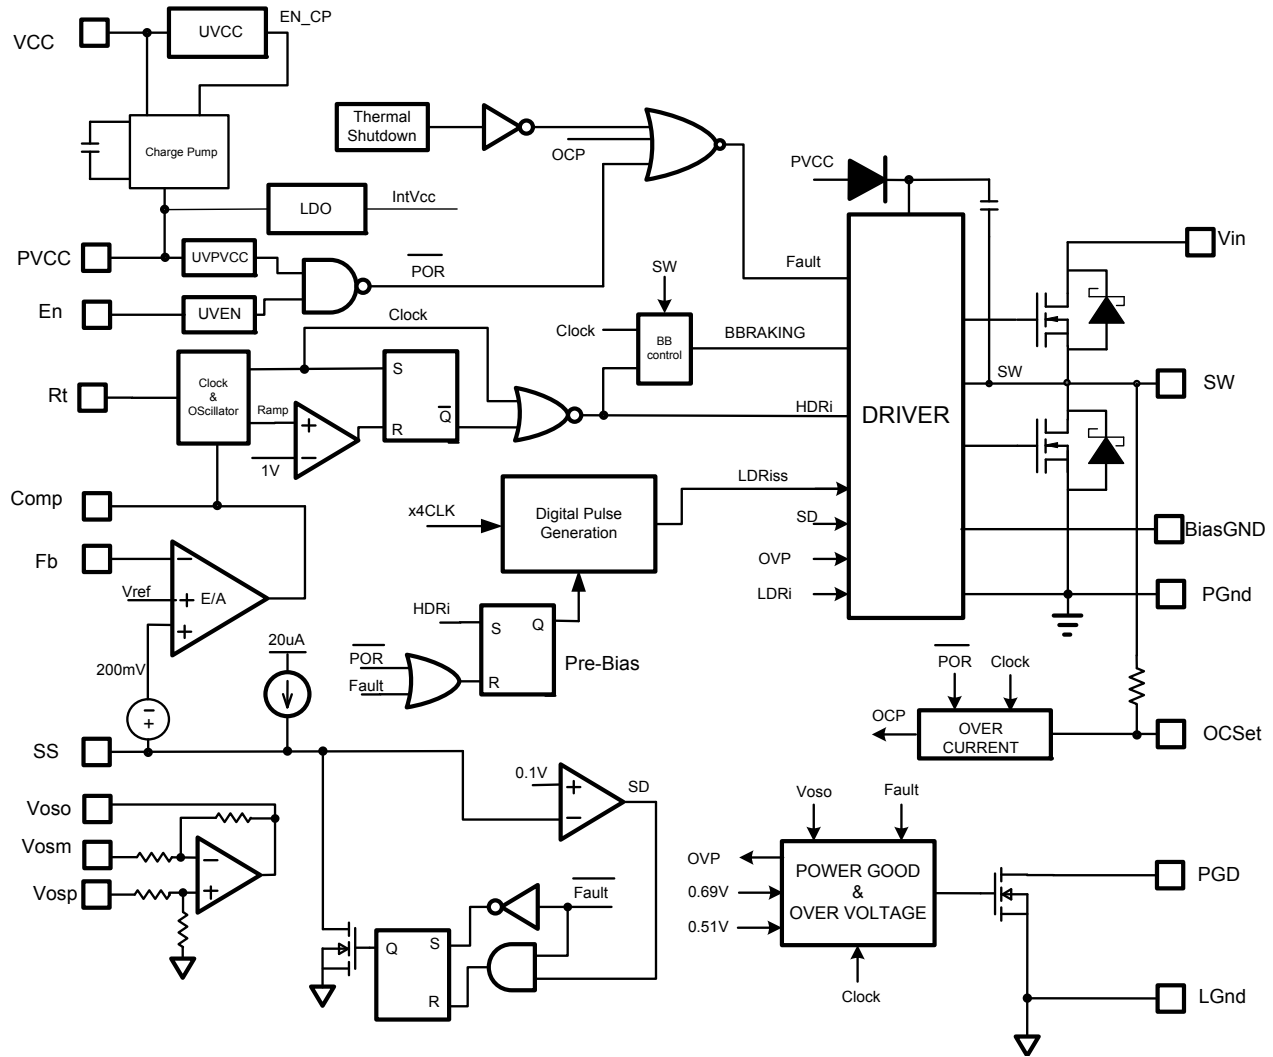 VCC
UVCC
EN_CP
Charge Pump
Thermal
Shutdown
OCP
PVCC
LDO
IntVcc
PVCC
UVPVCC
POR
Fault
Vin
En
UVEN
SW
Clock
Clock
BB
control
BBRAKING
Rt
Clock
&
OScillator
Ramp
+
−
1V
S
Q
R
HDRi
DRIVER
SW
SW
Comp
LDRiss
x4CLK
Digital Pulse
Generation
SD
OVP
LDRi
BiasGND
Fb
−
Vref
+ E/A
+
PGnd
HDRi
S
Q
R
Pre-Bias
POR
Fault
200mV
20uA
−
+
POR
Clock
OCP
OVER
CURRENT
OCSet
SS
0.1V
+
−
SD
Voso
Vosm
−
Vosp
+
Voso
Fault
OVP
0.69V
0.51V
POWER GOOD
&
OVER VOLTAGE
PGD
Fault
Q
S
R
Clock
LGnd